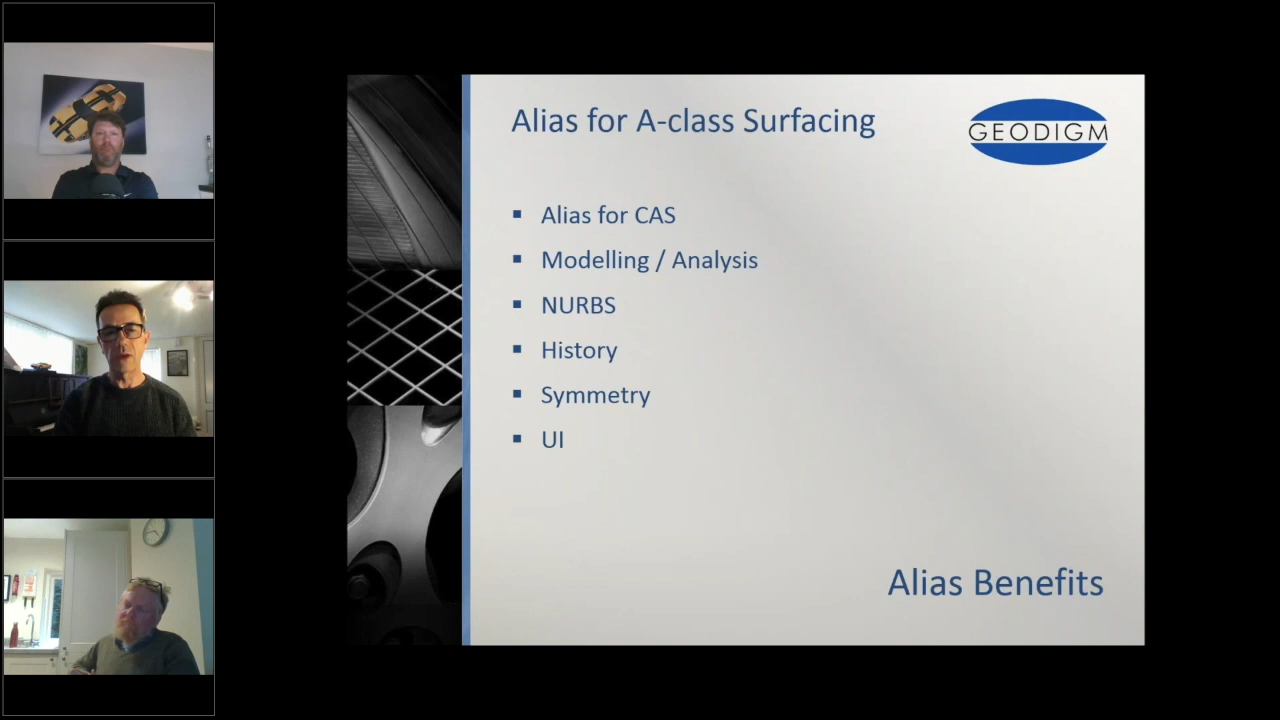 Alias for A-class Surfacing
GEODIGM
Alias for CAS
Modelling / Analysis
NURBS
History
Symmetry
UI
Alias Benefits